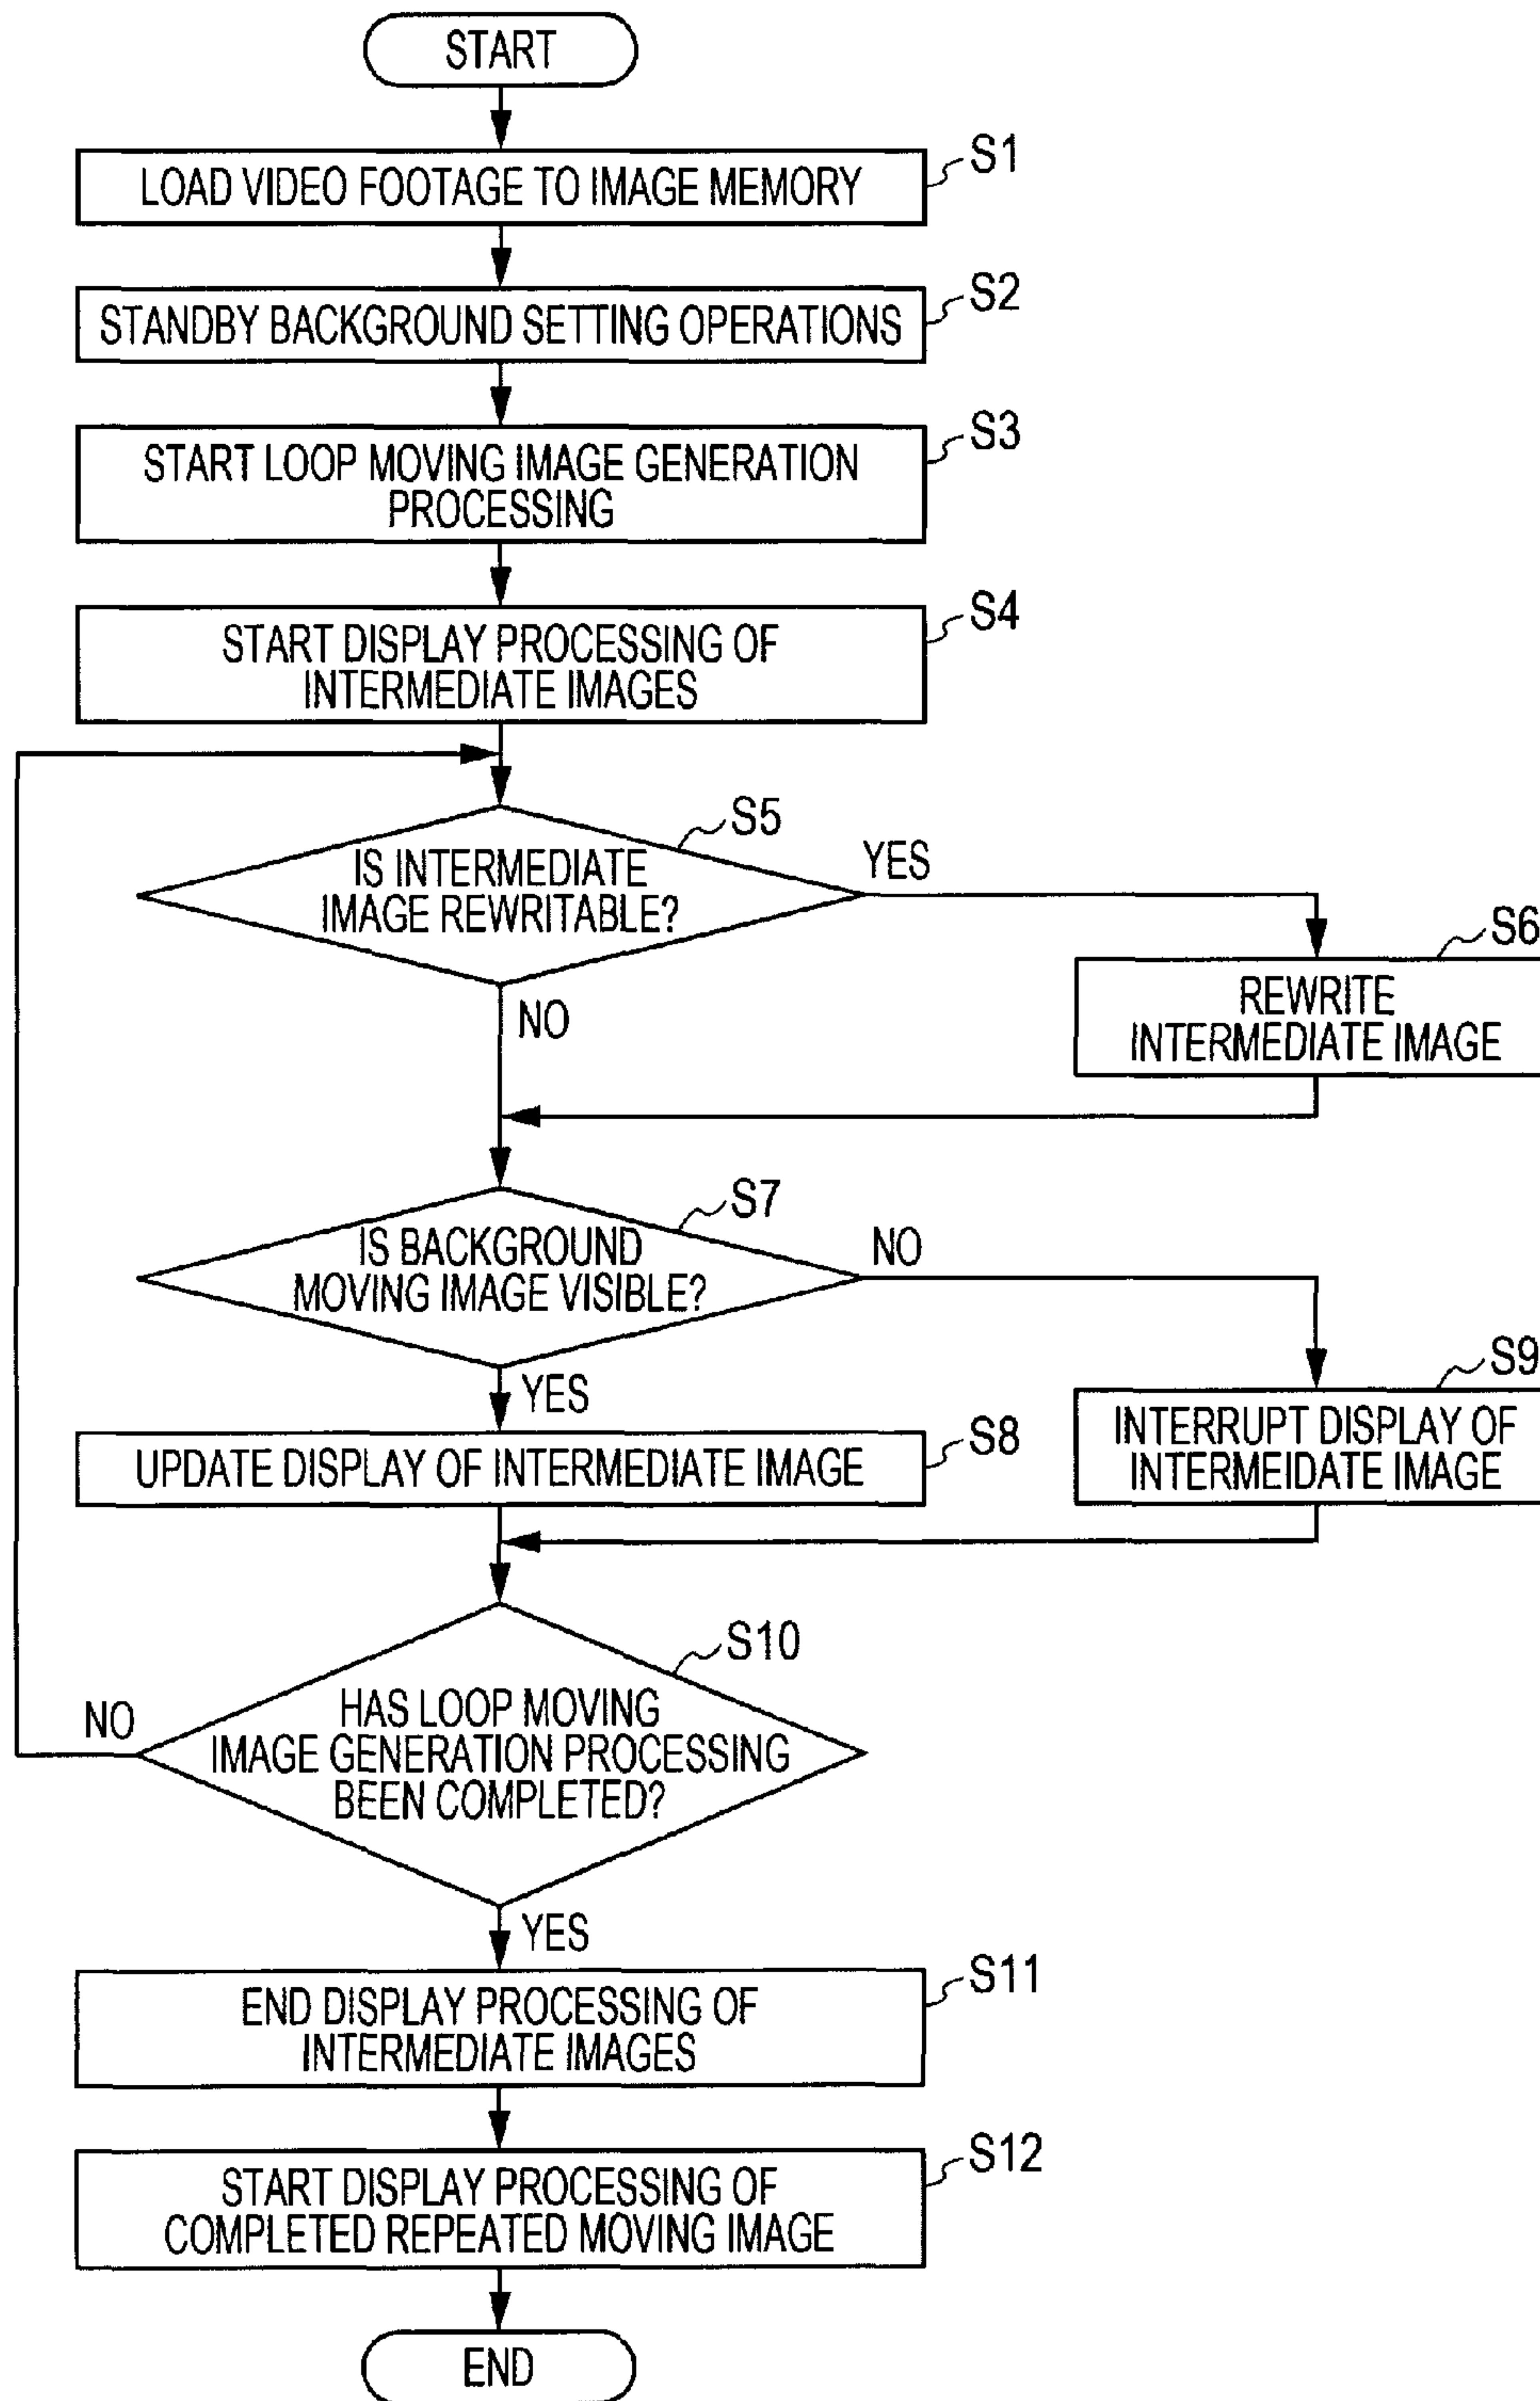 START
S1
LOAD VIDEO FOOTAGE TO IMAGE MEMORY
S2
STANDBY BACKGROUND SETTING OPERATIONS
S3
START LOOP MOVING IMAGE GENERATION
PROCESSING
S4
START DISPLAY PROCESSING OF
INTERMEDIATE IMAGES
S5
IS INTERMEDIATE
IMAGE REWRITABLE?
YES
NO
S6
REWRITE
INTERMEDIATE IMAGE
S7
IS BACKGROUND
MOVING IMAGE VISIBLE?
NO
YES
S8
UPDATE DISPLAY OF INTERMEDIATE IMAGE
S9
INTERRUPT DISPLAY OF
INTERMEIDATE IMAGE
S10
HAS LOOP MOVING
IMAGE GENERATION PROCESSING
BEEN COMPLETED?
NO
YES
S11
END DISPLAY PROCESSING OF
INTERMEDIATE IMAGES
S12
START DISPLAY PROCESSING OF
COMPLETED REPEATED MOVING IMAGE
END